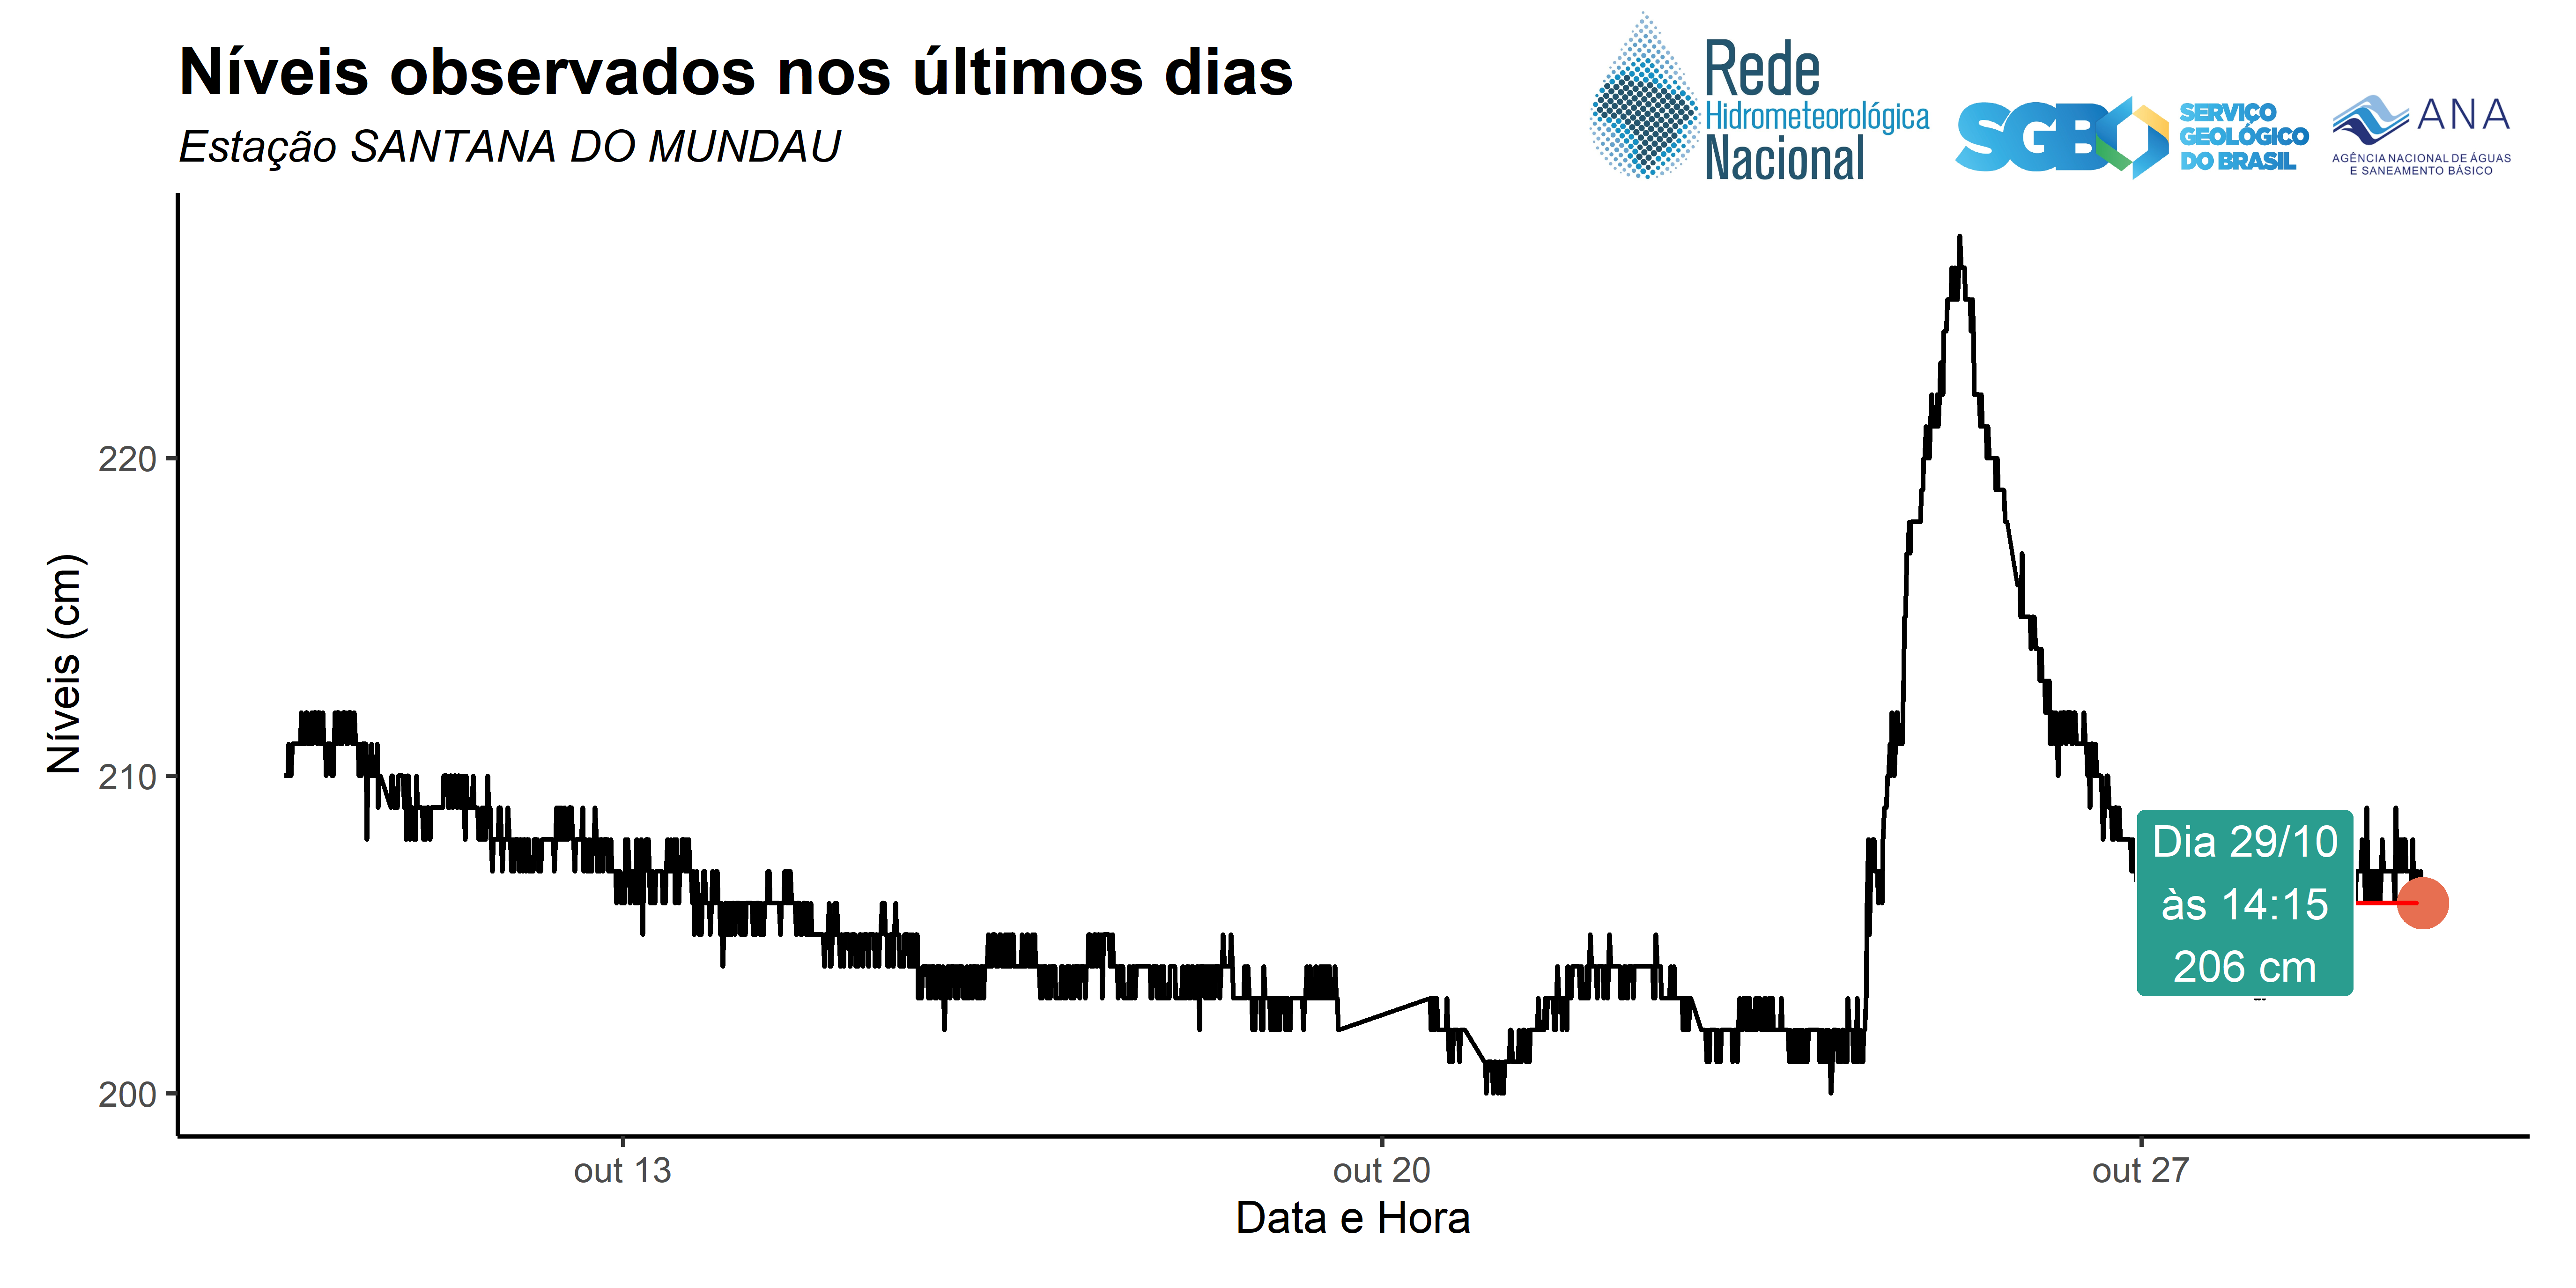 Níveis observados nos últimos dias
Estação SANTANA DO MUNDAU
Rede
Hidrometeorológica
Nacional
SGB
SERVIÇO
GEOLÓGICO
DO BRASIL
ANA
AGÊNCIA NACIONAL DE ÁGUAS
E SANEAMENTO BÁSICO
Níveis (cm)
220
210
200
Dia 29/10
às 14:15
206 cm
out 13
out 20
out 27
Data e Hora